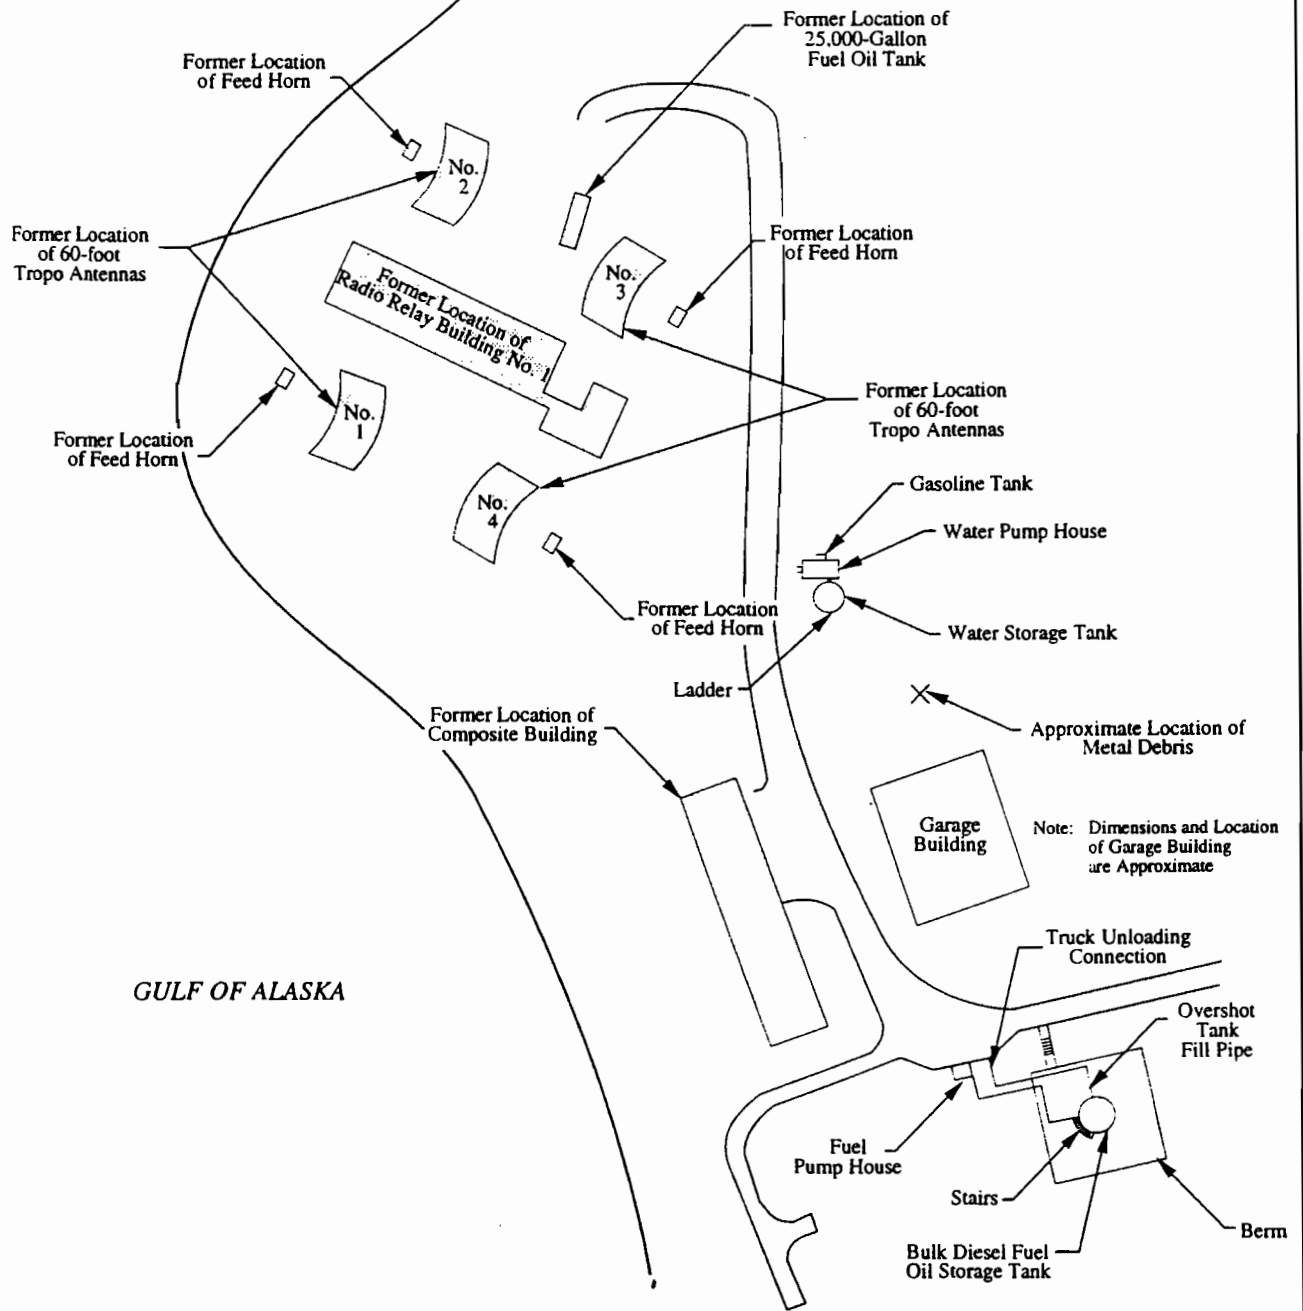 Former Location of
25,000-Gallon
Fuel Oil Tank
Former Location
of Feed Horn
No.
2
Former Location
of 60-foot
Tropo Antennas
Former Location
of Feed Horn
No.
3
Former Location of
Radio Relay Building No. 1
Former Location
of 60-foot
Tropo Antennas
No.
1
Former Location
of Feed Horn
No.
4
Gasoline Tank
Water Pump House
Former Location
of Feed Horn
Water Storage Tank
Ladder
Former Location of
Composite Building
Approximate Location of
Metal Debris
Garage
Building
Note: Dimensions and Location
of Garage Building
are Approximate
Truck Unloading
Connection
GULF OF ALASKA
Overshot
Tank
Fill Pipe
Fuel
Pump House
Stairs
Berm
Bulk Diesel Fuel
Oil Storage Tank